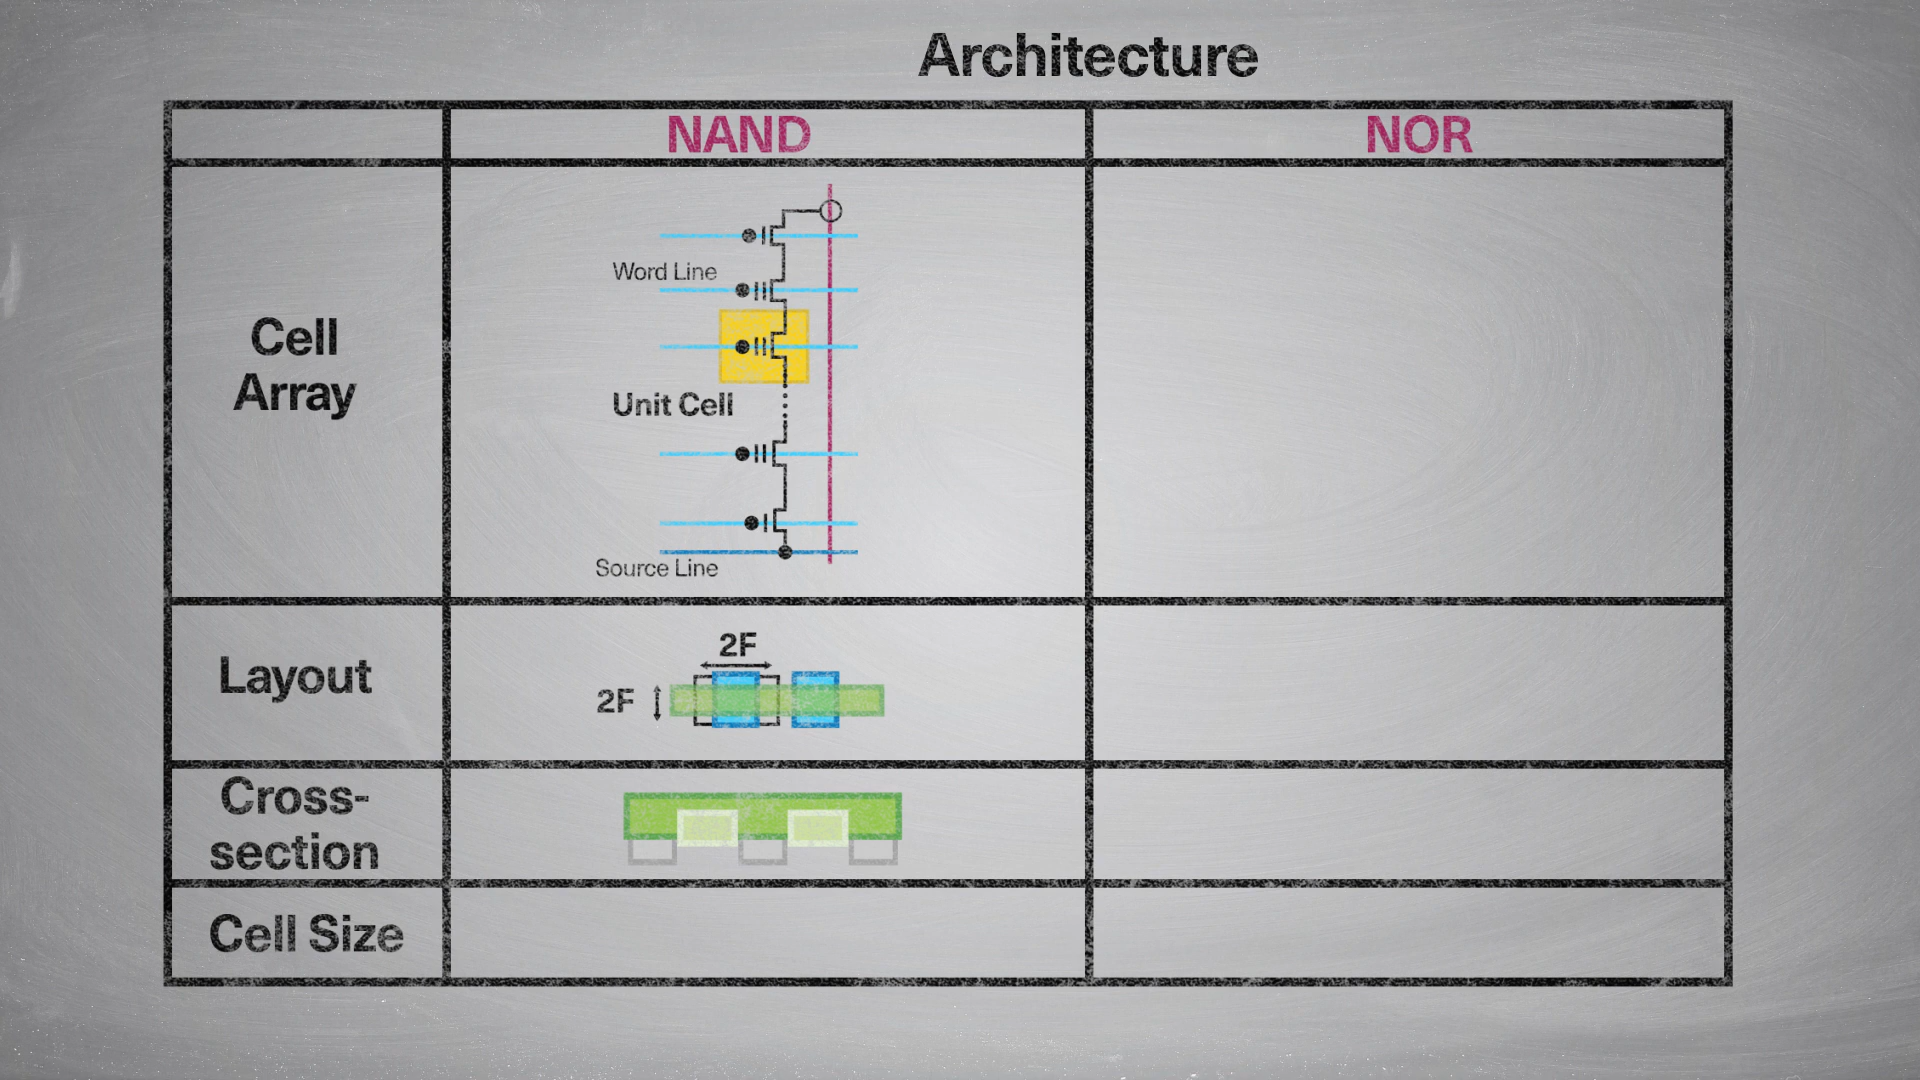 Architecture
NAND
NOR
Cell
Array
Word Line
Unit Cell
Source Line
Layout
2F
2F
Cross-
section
Cell Size